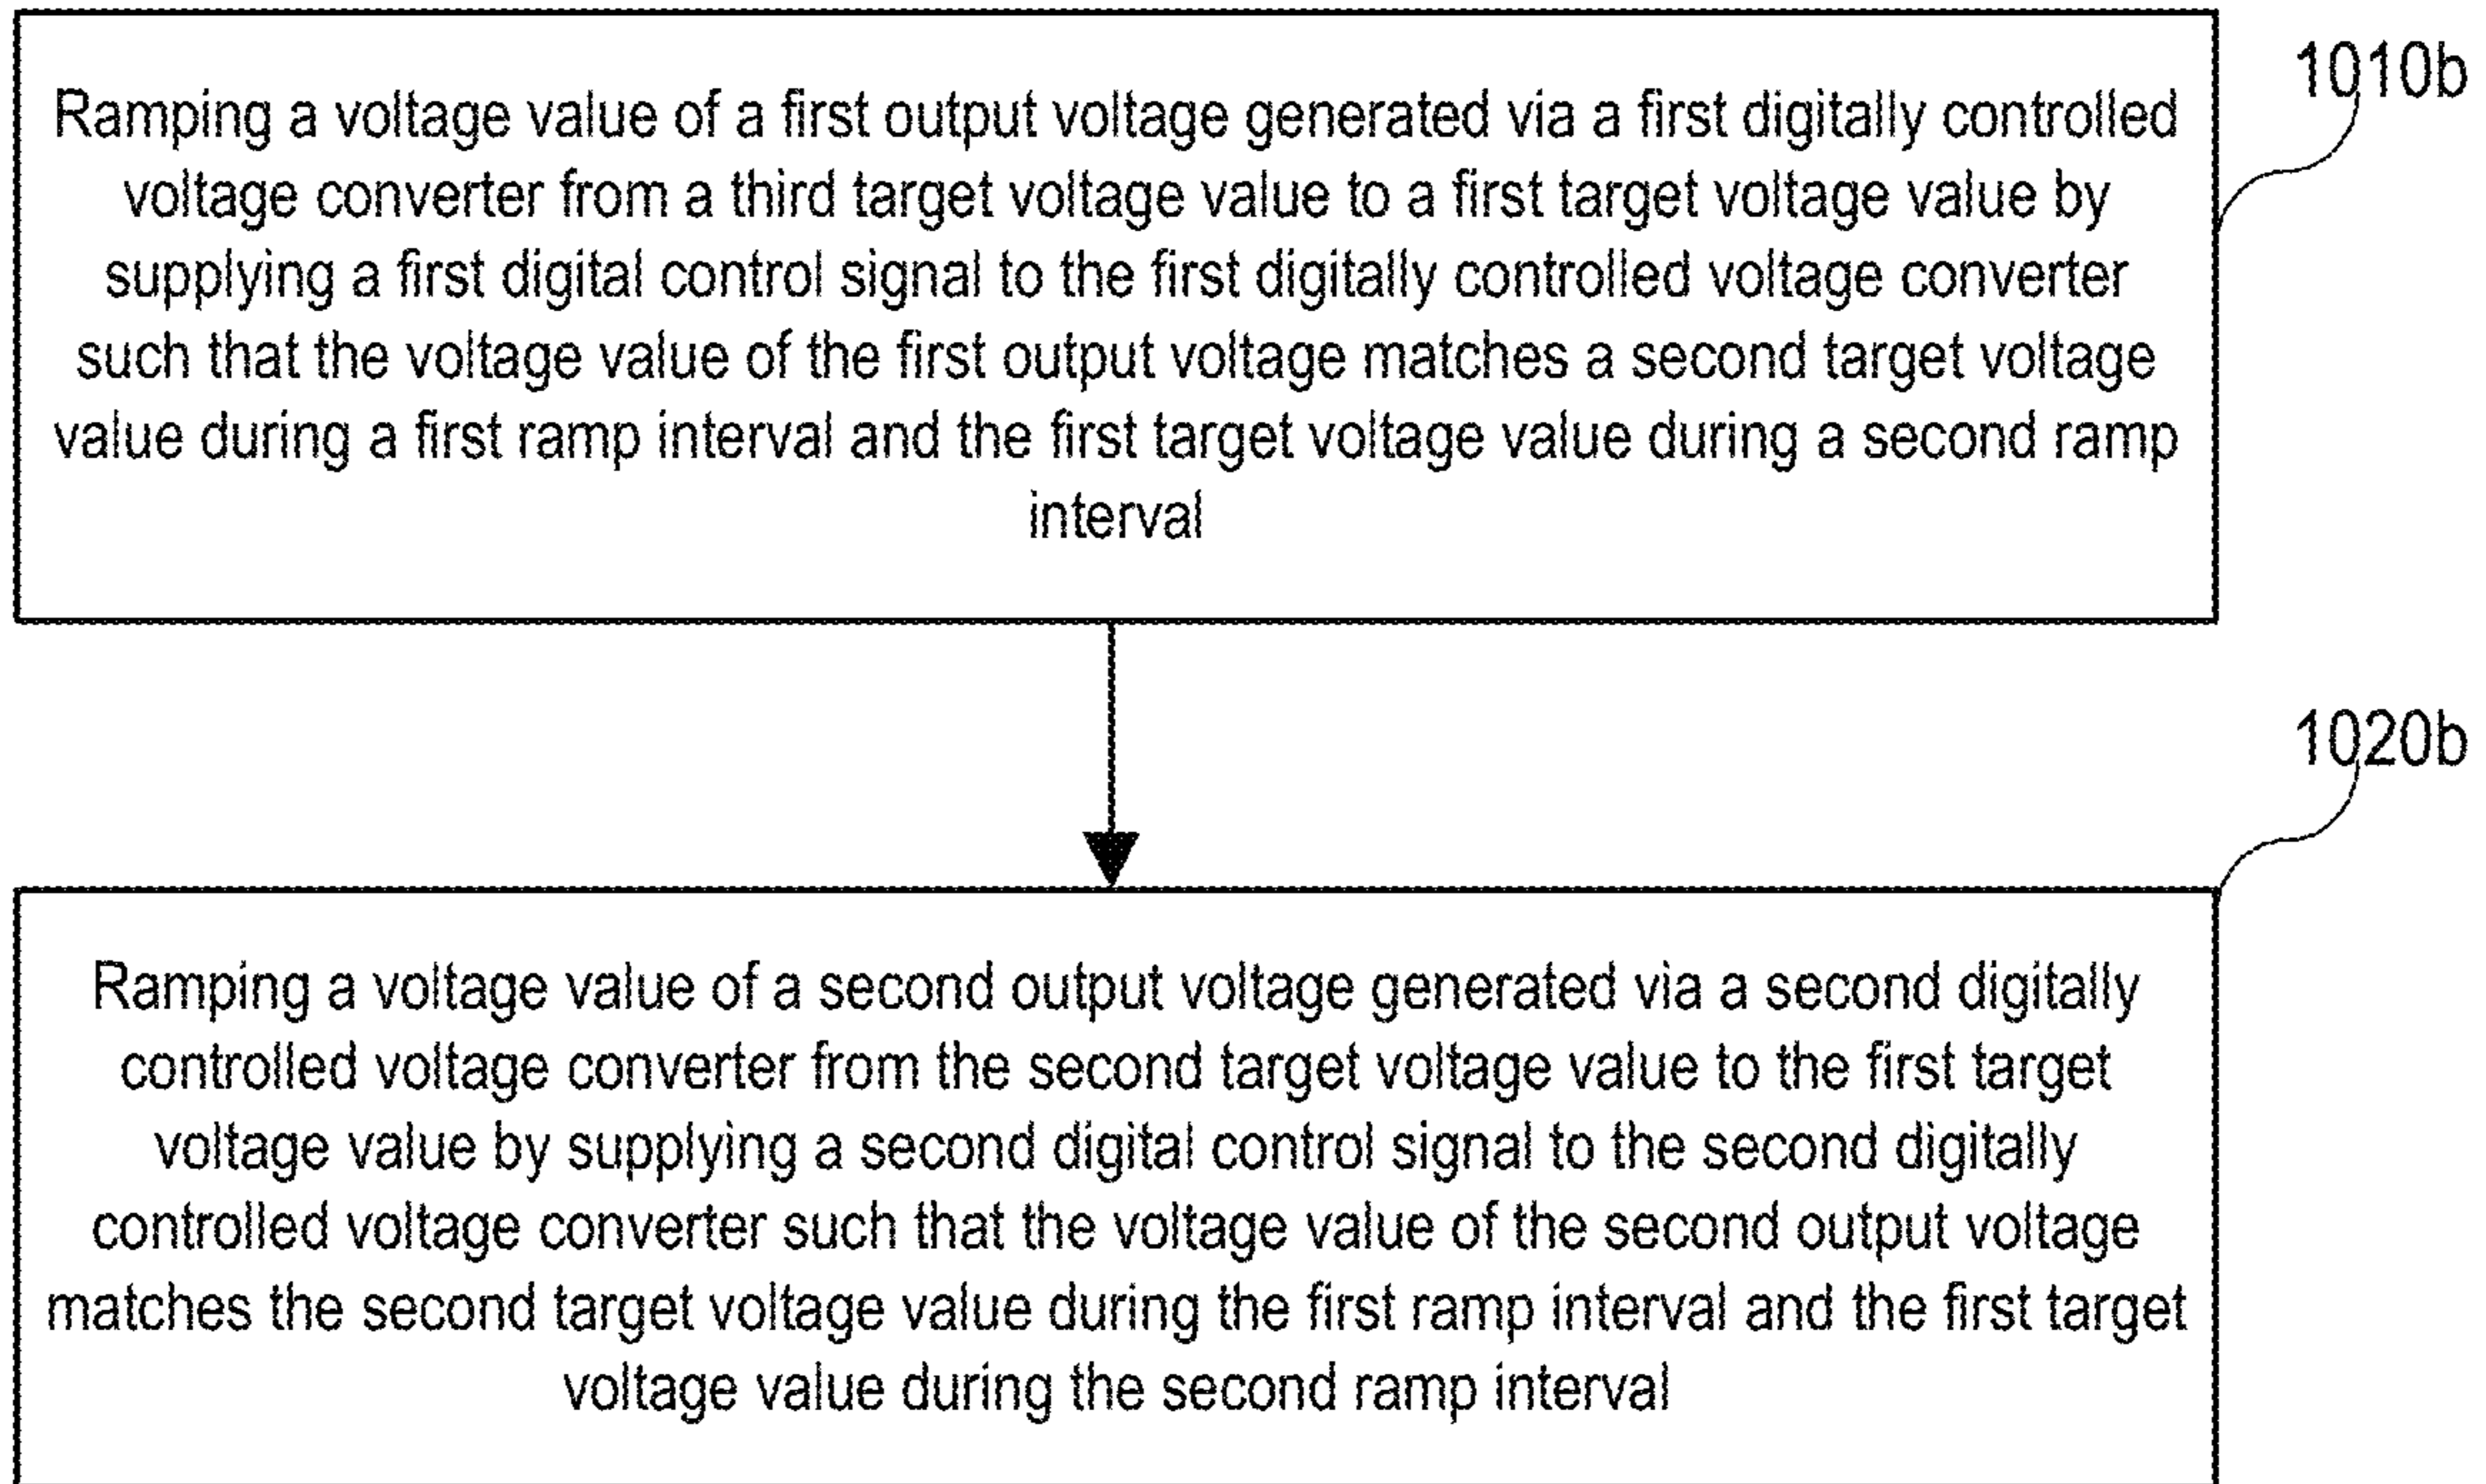 1010b
Ramping a voltage value of a first output voltage generated via a first digitally controlled
voltage converter from a third target voltage value to a first target voltage value by
supplying a first digital control signal to the first digitally controlled voltage converter
such that the voltage value of the first output voltage matches a second target voltage
value during a first ramp interval and the first target voltage value during a second ramp
interval
1020b
Ramping a voltage value of a second output voltage generated via a second digitally
controlled voltage converter from the second target voltage value to the first target
voltage value by supplying a second digital control signal to the second digitally
controlled voltage converter such that the voltage value of the second output voltage
matches the second target voltage value during the first ramp interval and the first target
voltage value during the second ramp interval